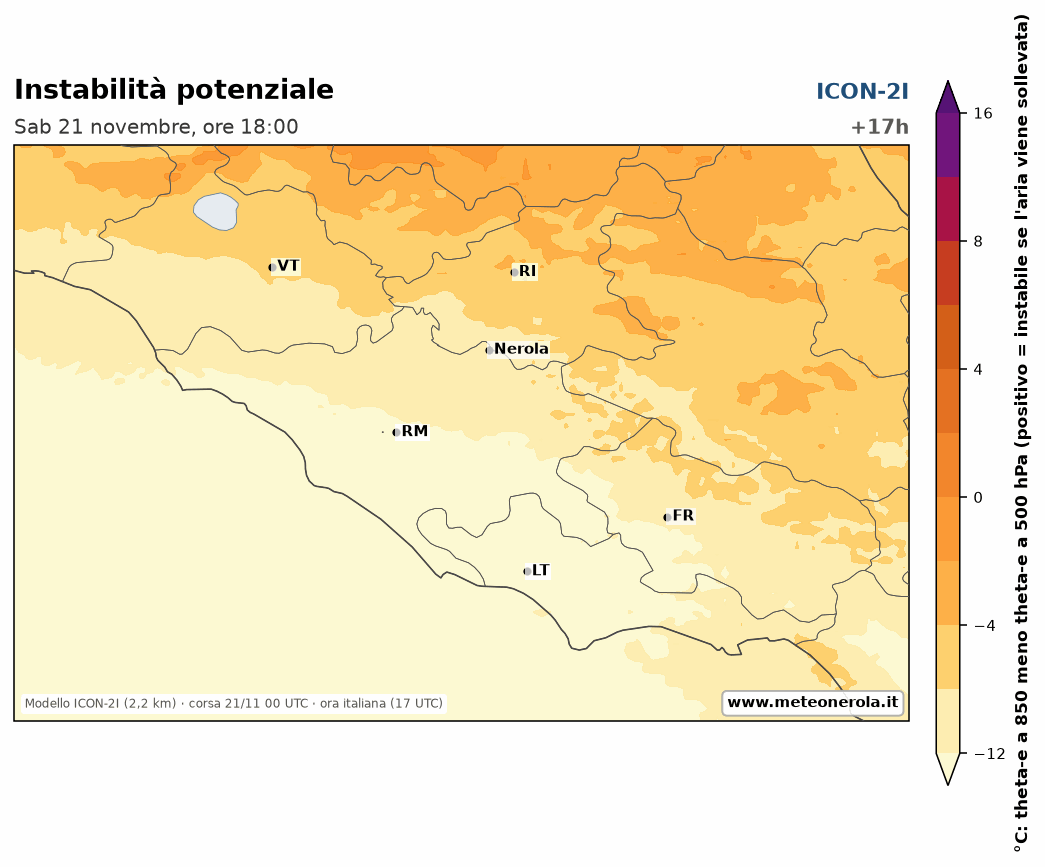 Instabilità potenziale
ICON-2I
Sab 21 novembre, ore 18:00
+17h
VT
RI
Nerola
RM
FR
LT
Modello ICON-2I (2,2 km) · corsa 21/11 00 UTC · ora italiana (17 UTC)
www.meteonerola.it
16
8
4
0
−4
−12
°C: theta-e a 850 meno theta-e a 500 hPa (positivo = instabile se l'aria viene sollevata)